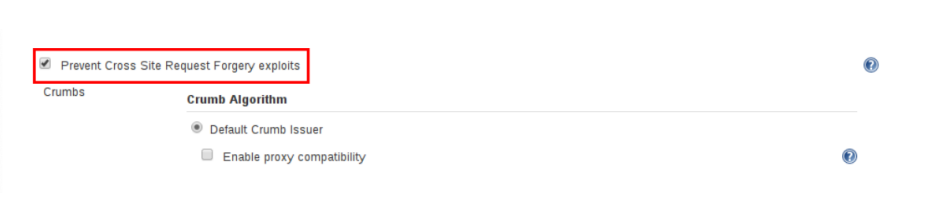 Prevent Cross Site Request Forgery exploits
Crumbs
Crumb Algorithm
Default Crumb Issuer
Enable proxy compatibility